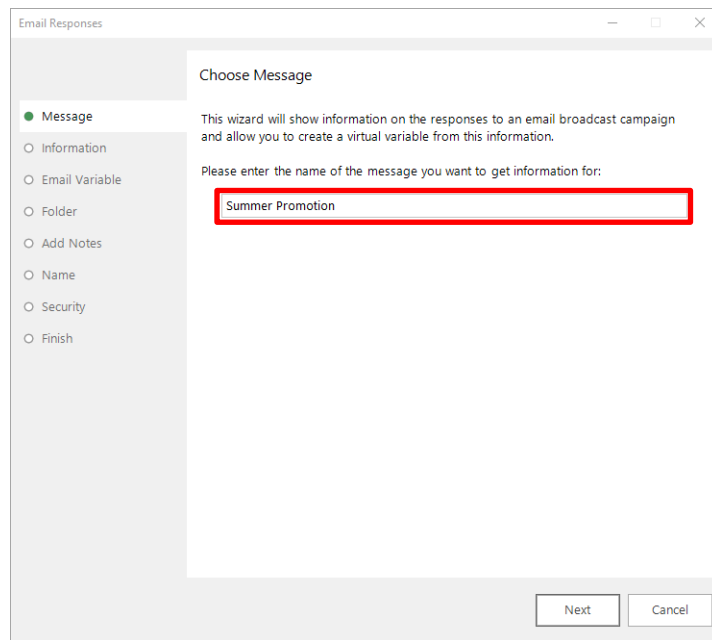 Email Responses
Choose Message
Message
Information
Email Variable
Folder
Add Notes
Name
Security
Finish
This wizard will show information on the responses to an email broadcast campaign
and allow you to create a virtual variable from this information.
Please enter the name of the message you want to get information for:
Summer Promotion
Next
Cancel